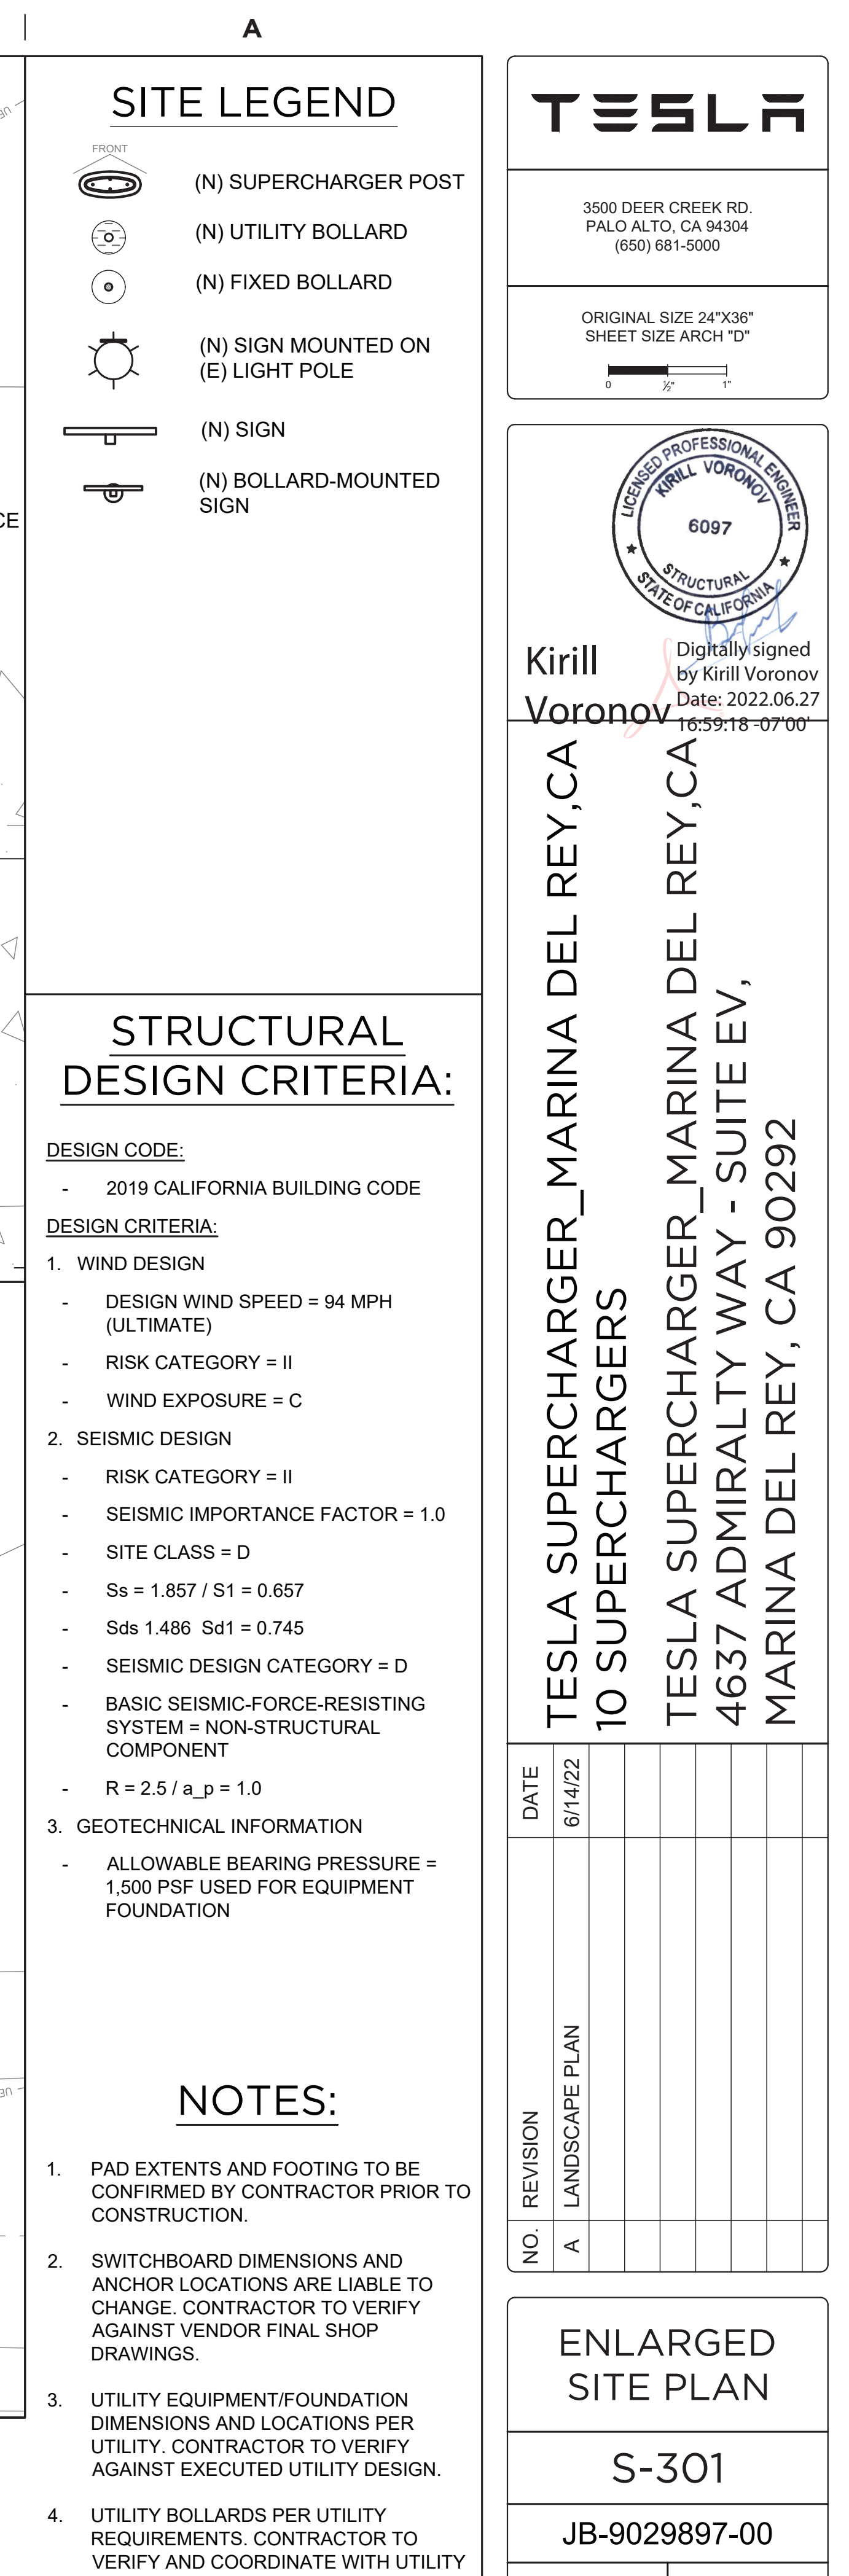 A
SITE LEGEND
FRONT
(N) SUPERCHARGER POST
(N) UTILITY BOLLARD
(N) FIXED BOLLARD
(N) SIGN MOUNTED ON
(E) LIGHT POLE
(N) SIGN
(N) BOLLARD-MOUNTED
SIGN
STRUCTURAL
DESIGN CRITERIA:
DESIGN CODE:
- 2019 CALIFORNIA BUILDING CODE
DESIGN CRITERIA:
1. WIND DESIGN
- DESIGN WIND SPEED = 94 MPH
(ULTIMATE)
- RISK CATEGORY = II
- WIND EXPOSURE = C
2. SEISMIC DESIGN
- RISK CATEGORY = II
- SEISMIC IMPORTANCE FACTOR = 1.0
- SITE CLASS = D
- Ss = 1.857 / S1 = 0.657
- Sds 1.486 Sd1 = 0.745
- SEISMIC DESIGN CATEGORY = D
- BASIC SEISMIC-FORCE-RESISTING
SYSTEM = NON-STRUCTURAL
COMPONENT
- R = 2.5 / a_p = 1.0
3. GEOTECHNICAL INFORMATION
- ALLOWABLE BEARING PRESSURE =
1,500 PSF USED FOR EQUIPMENT
FOUNDATION
NOTES:
1. PAD EXTENTS AND FOOTING TO BE
CONFIRMED BY CONTRACTOR PRIOR TO
CONSTRUCTION.
2. SWITCHBOARD DIMENSIONS AND
ANCHOR LOCATIONS ARE LIABLE TO
CHANGE. CONTRACTOR TO VERIFY
AGAINST VENDOR FINAL SHOP
DRAWINGS.
3. UTILITY EQUIPMENT/FOUNDATION
DIMENSIONS AND LOCATIONS PER
UTILITY. CONTRACTOR TO VERIFY
AGAINST EXECUTED UTILITY DESIGN.
4. UTILITY BOLLARDS PER UTILITY
REQUIREMENTS. CONTRACTOR TO
VERIFY AND COORDINATE WITH UTILITY
TESLA
3500 DEER CREEK RD.
PALO ALTO, CA 94304
(650) 681-5000
ORIGINAL SIZE 24"X36"
SHEET SIZE ARCH "D"
0 ½" 1"
LICENSED PROFESSIONAL ENGINEER
KIRILL VORONOV
6097
STRUCTURAL
STATE OF CALIFORNIA
Kirill
Voronov
Digitally signed
by Kirill Voronov
Date: 2022.06.27
16:59:18 -07'00'
TESLA SUPERCHARGER_MARINA DEL REY,CA
10 SUPERCHARGERS
TESLA SUPERCHARGER_MARINA DEL REY,CA
4637 ADMIRALTY WAY - SUITE EV,
MARINA DEL REY, CA 90292
NO. REVISION DATE
A LANDSCAPE PLAN 6/14/22
ENLARGED
SITE PLAN
S-301
JB-9029897-00